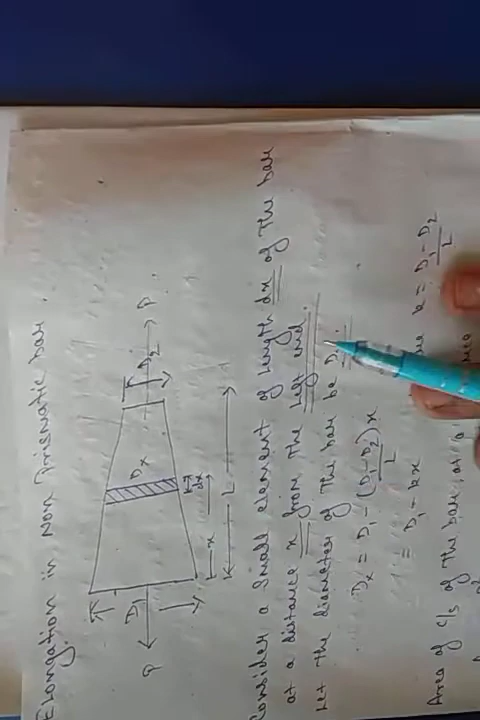 Elongation in Non Prismatic bar.
P
D1
Dx
D2
P
x
dx
L
Consider a small element of length dx of the bar
at a distance x from the Left end.
Let the diameter of the bar be D
Dx = D1 - (D1-D2)/L x
= D1 - kx
k = D1-D2/L
Area of C/s of the bar, at a